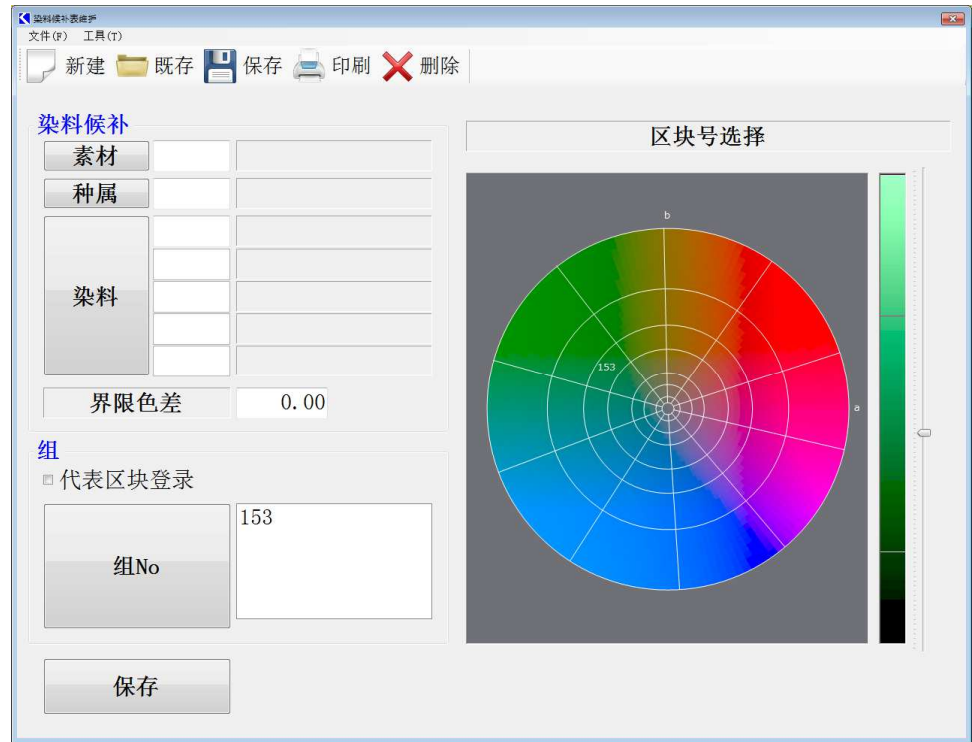 染料候补表维护
文件(F) 工具(T)
新建 既存 保存 印刷 删除
染料候补
区块号选择
素材
种属
b
染料
153
a
界限色差 0.00
组
代表区块登录
153
组No
保存